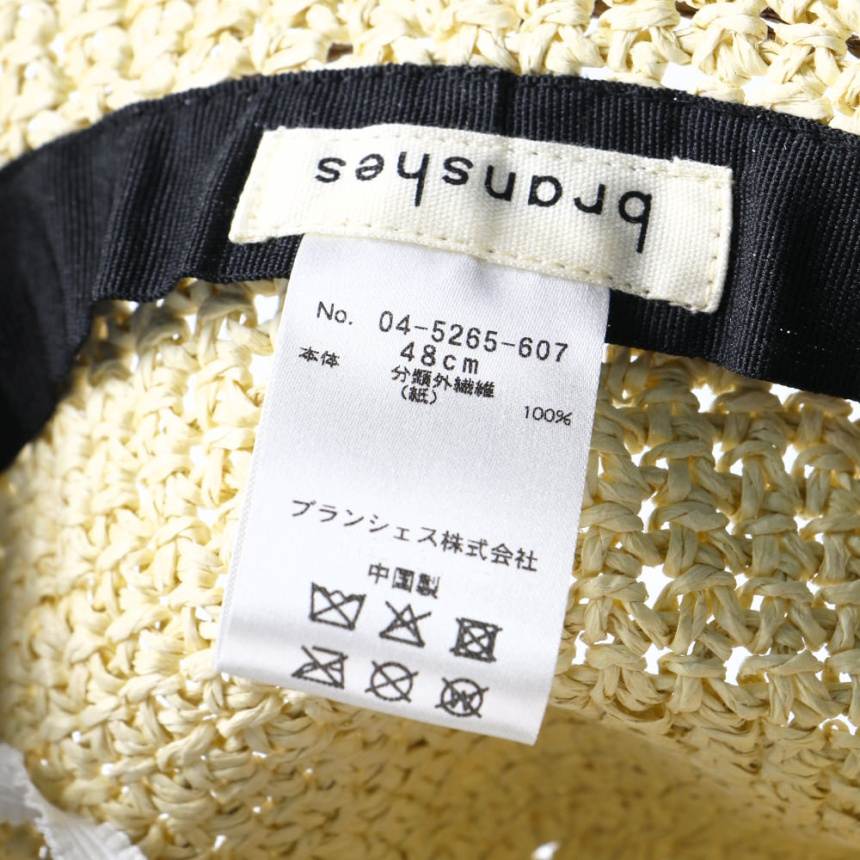 branshes
No. 04-5265-607
48cm
本体 分類外繊維
(紙)
100%
ブランシェス株式会社
中国製
W